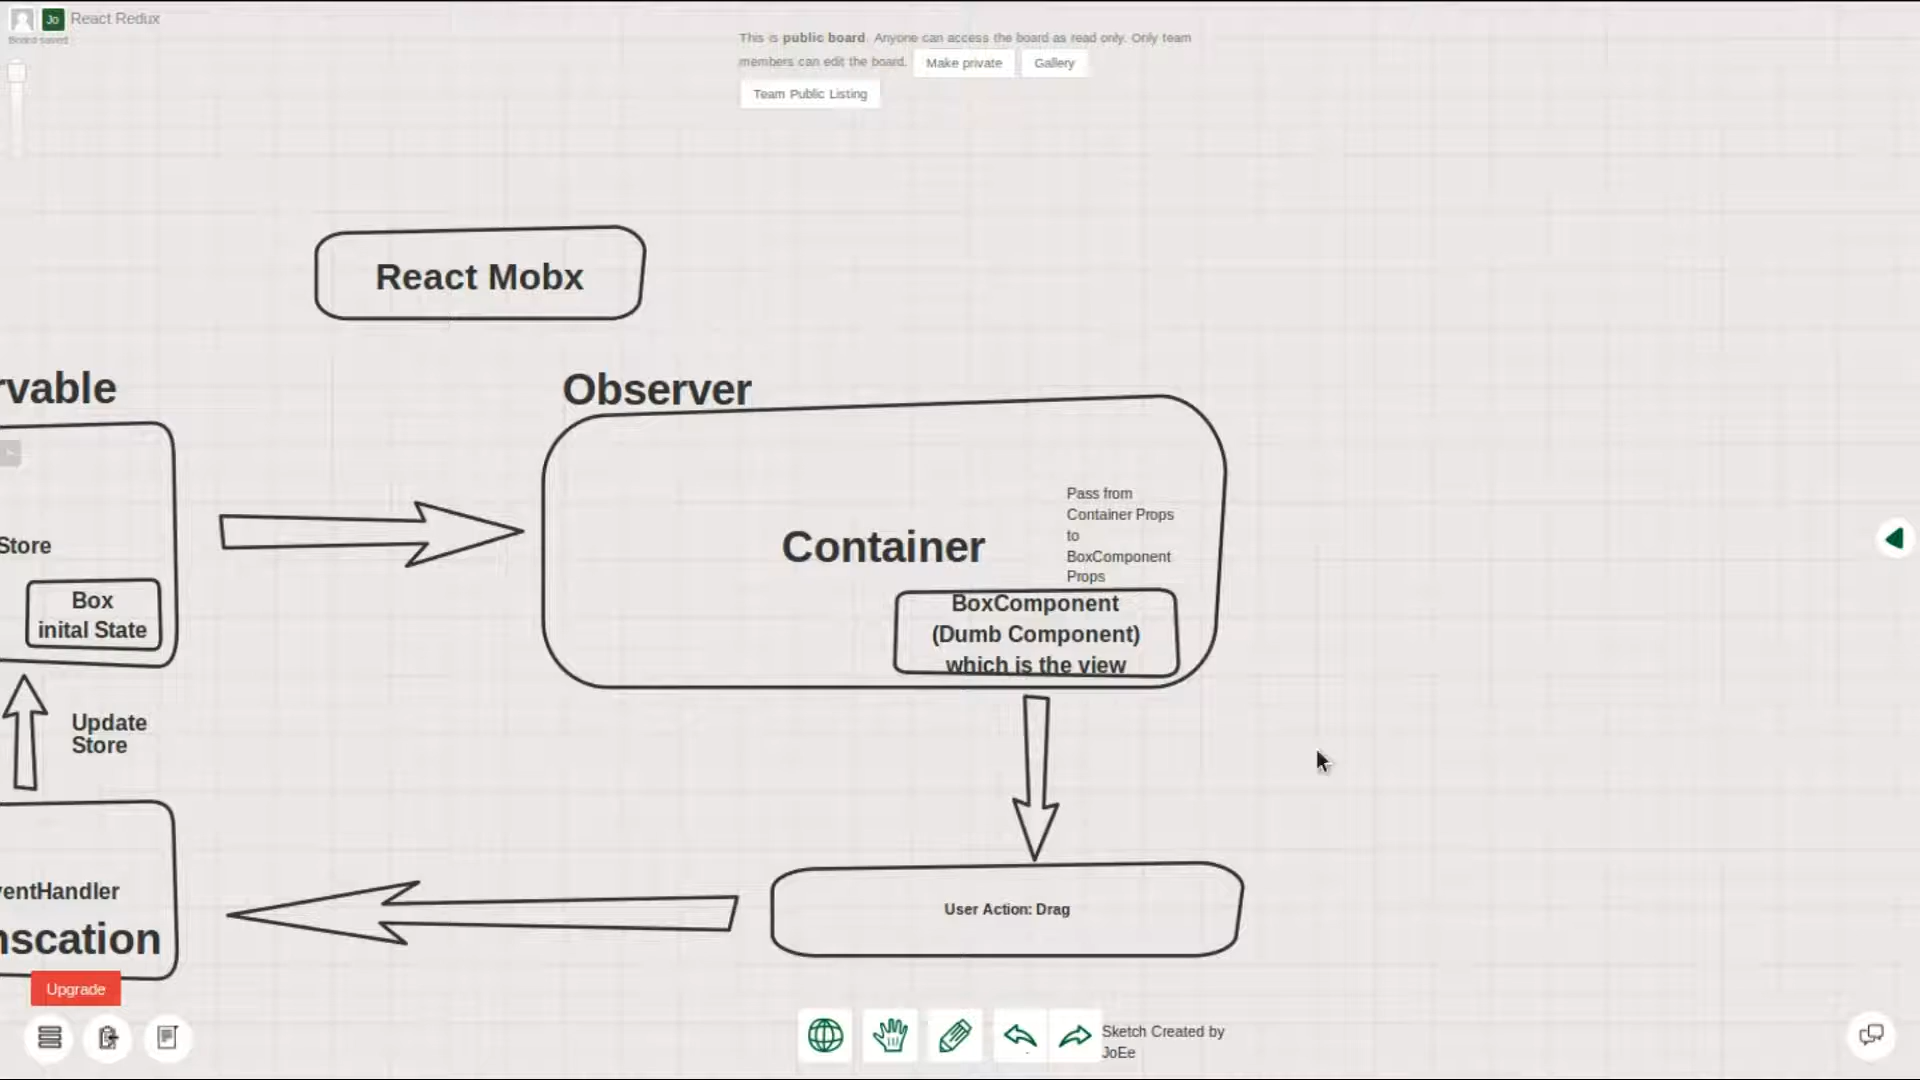 Jo React Redux
Board saved
This is public board. Anyone can access the board as read only. Only team
members can edit the board. Make private Gallery
Team Public Listing
React Mobx
rvable
Observer
Store
Box
inital State
Container
Pass from
Container Props
to
BoxComponent
Props
BoxComponent
(Dumb Component)
which is the view
Update
Store
ventHandler
nscation
User Action: Drag
Upgrade
Sketch Created by
JoEe